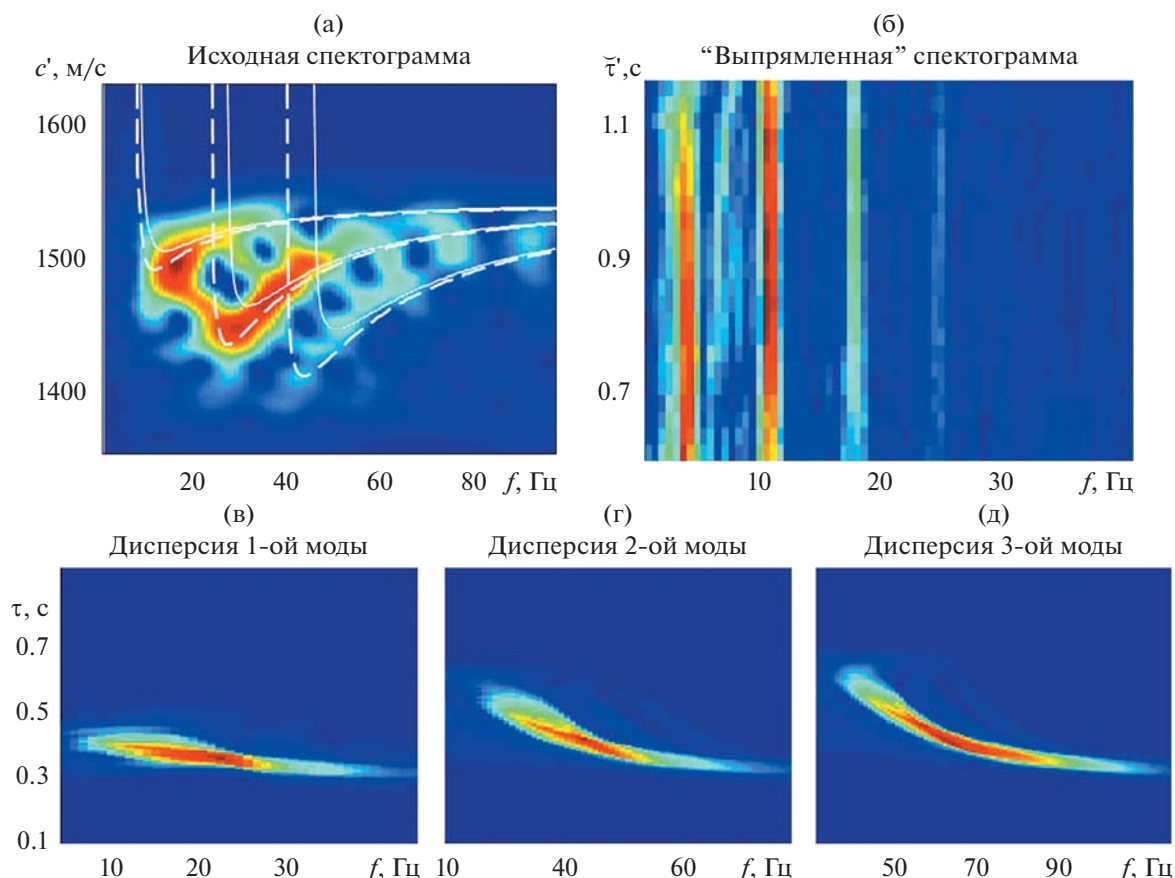 (а)
Исходная спектограмма
c', м/с
1600
1500
1400
20 40 60 80 f, Гц
(б)
“Выпрямленная” спектограмма
τ̆',с
1.1
0.9
0.7
10 20 30 f, Гц
(в)
Дисперсия 1-ой моды
τ, с
0.7
0.5
0.3
0.1
10 20 30 f, Гц
(г)
Дисперсия 2-ой моды
10 40 60 f, Гц
(д)
Дисперсия 3-ой моды
50 70 90 f, Гц